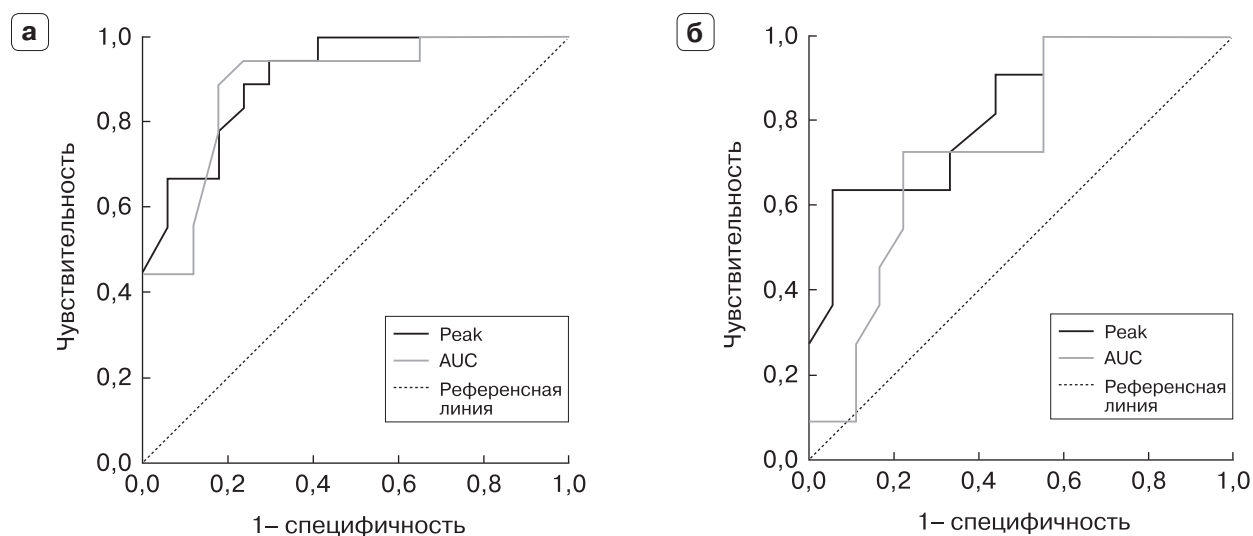 а
1,0
0,8
0,6
0,4
0,2
0,0
Чувствительность
Peak
AUC
Референсная
линия
0,0 0,2 0,4 0,6 0,8 1,0
1– специфичность
б
1,0
0,8
0,6
0,4
0,2
0,0
Чувствительность
Peak
AUC
Референсная
линия
0,0 0,2 0,4 0,6 0,8 1,0
1– специфичность